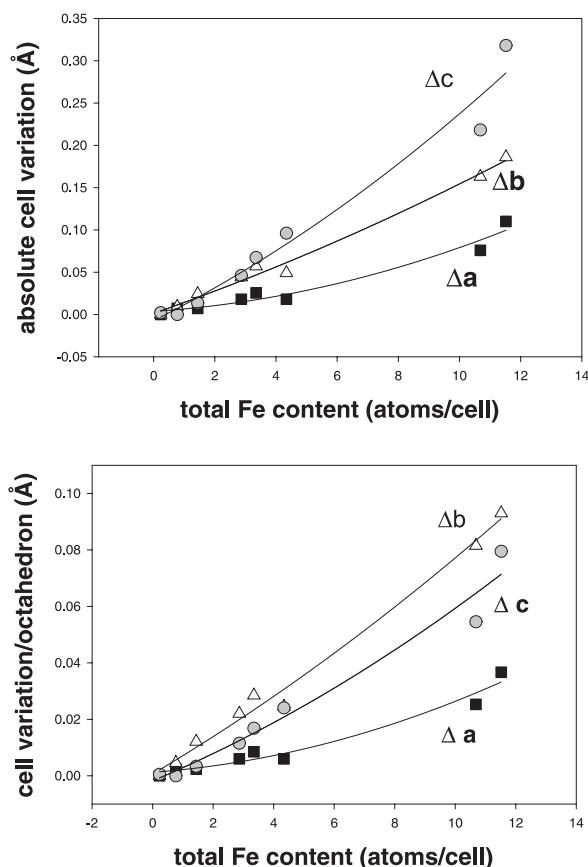 0.35
0.30
0.25
0.20
0.15
0.10
0.05
0.00
-0.05
absolute cell variation (Å)
Δc
Δb
Δa
-2 0 2 4 6 8 10 12 14
total Fe content (atoms/cell)
0.10
0.08
0.06
0.04
0.02
0.00
cell variation/octahedron (Å)
Δb
Δ c
Δ a
-2 0 2 4 6 8 10 12 14
total Fe content (atoms/cell)